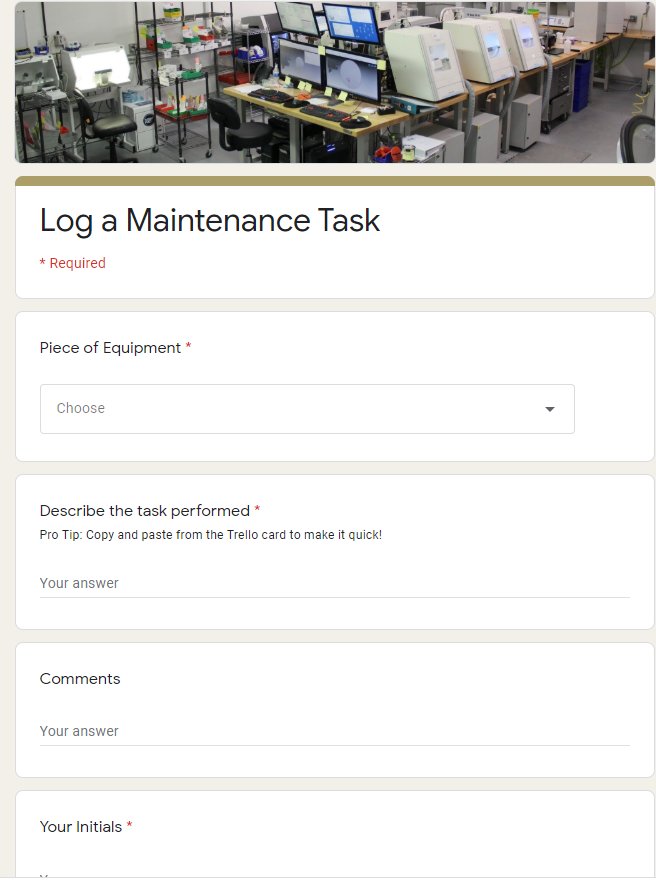 Log a Maintenance Task
* Required
Piece of Equipment *
Choose
Describe the task performed *
Pro Tip: Copy and paste from the Trello card to make it quick!
Your answer
Comments
Your answer
Your Initials *